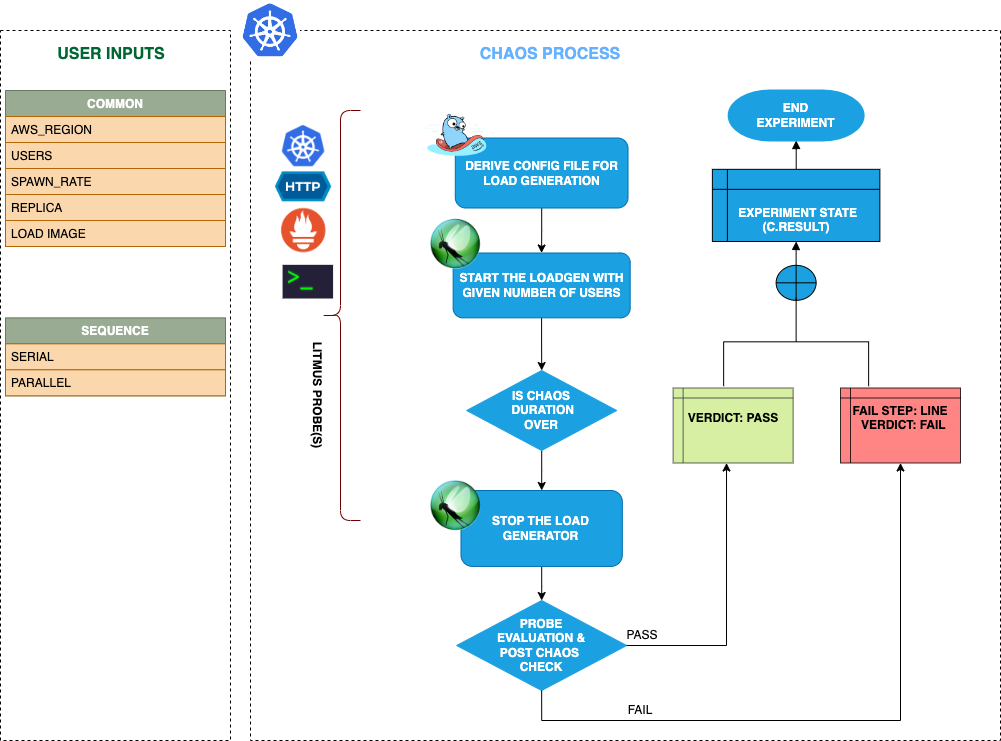 USER INPUTS
COMMON
AWS_REGION
USERS
SPAWN_RATE
REPLICA
LOAD IMAGE
SEQUENCE
SERIAL
PARALLEL
CHAOS PROCESS
HTTP
>_
LITMUS PROBE(S)
aws
DERIVE CONFIG FILE FOR
LOAD GENERATION
START THE LOADGEN WITH
GIVEN NUMBER OF USERS
IS CHAOS
DURATION
OVER
STOP THE LOAD
GENERATOR
PROBE
EVALUATION &
POST CHAOS
CHECK
PASS
FAIL
VERDICT: PASS
FAIL STEP: LINE
VERDICT: FAIL
EXPERIMENT STATE
(C.RESULT)
END
EXPERIMENT